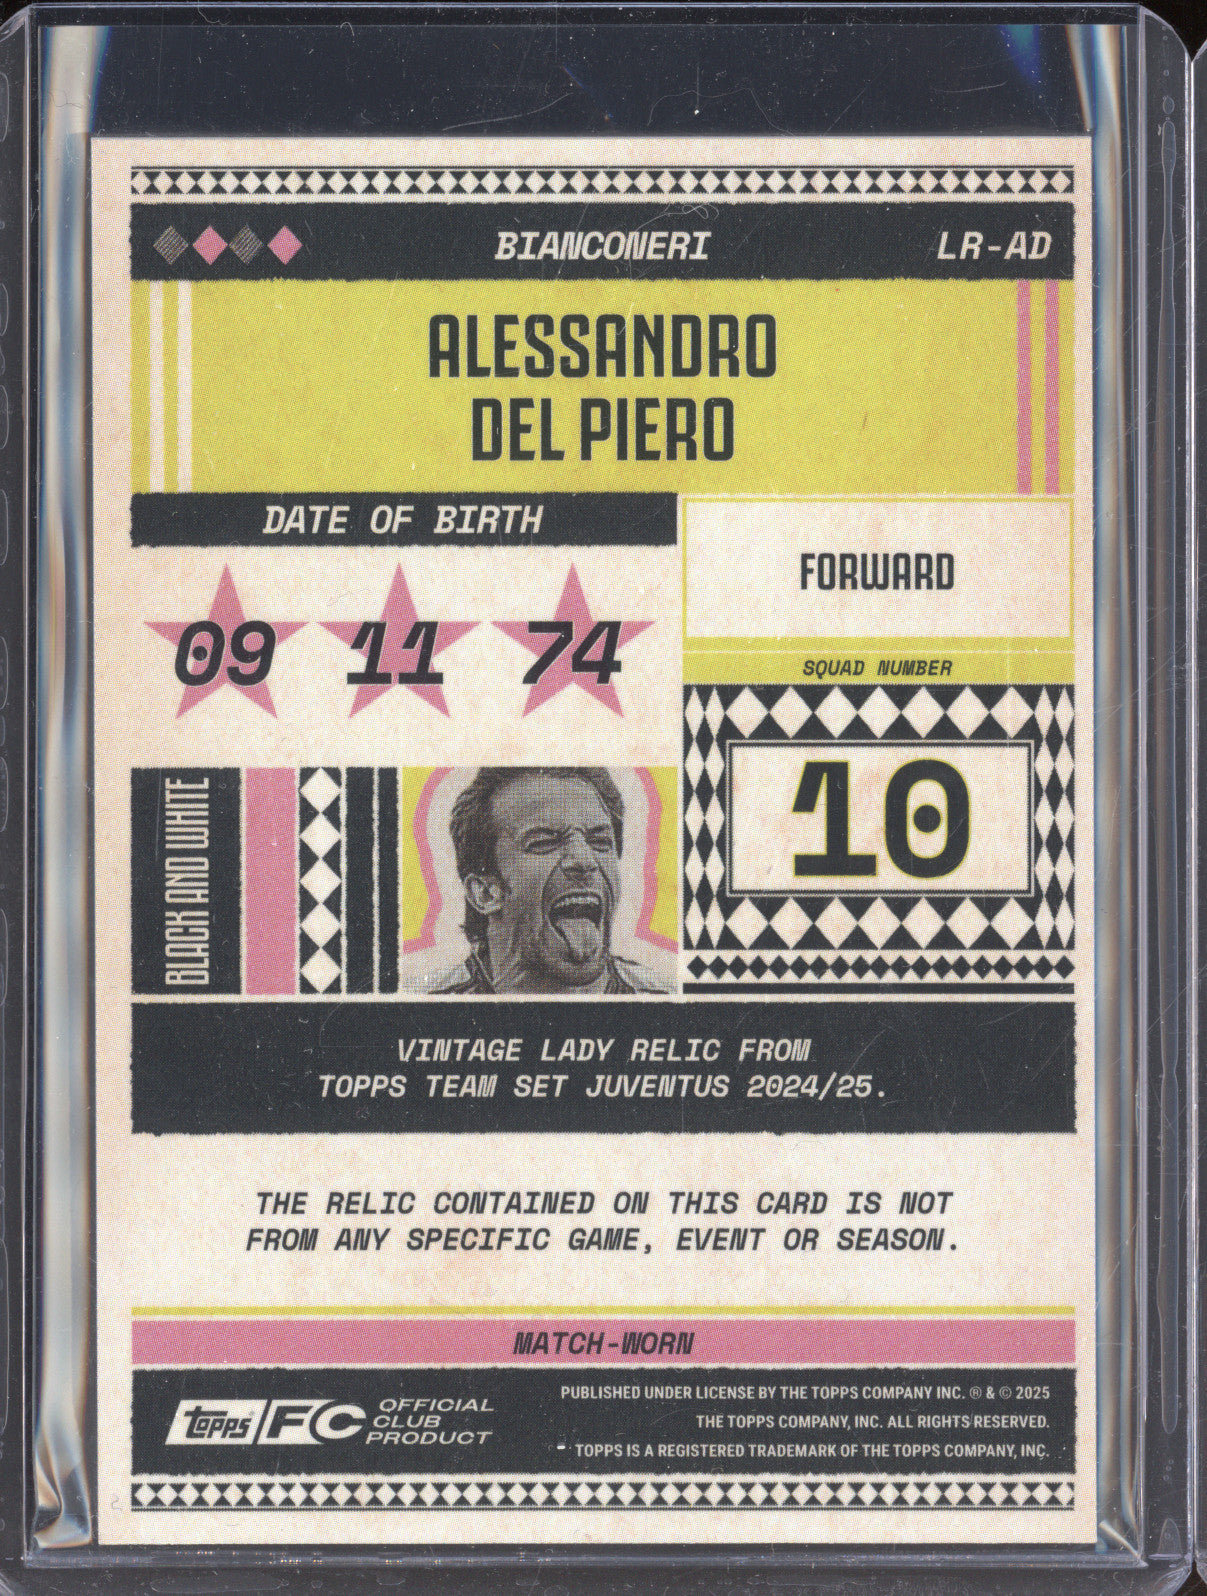 BIANCONERI
LR-AD
ALESSANDRO
DEL PIERO
DATE OF BIRTH
09 11 74
FORWARD
SQUAD NUMBER
10
BLACK AND WHITE
VINTAGE LADY RELIC FROM
TOPPS TEAM SET JUVENTUS 2024/25.
THE RELIC CONTAINED ON THIS CARD IS NOT
FROM ANY SPECIFIC GAME, EVENT OR SEASON.
MATCH-WORN
topps FC
OFFICIAL
CLUB
PRODUCT
PUBLISHED UNDER LICENSE BY THE TOPPS COMPANY INC. ® & © 2025
THE TOPPS COMPANY, INC. ALL RIGHTS RESERVED.
TOPPS IS A REGISTERED TRADEMARK OF THE TOPPS COMPANY, INC.